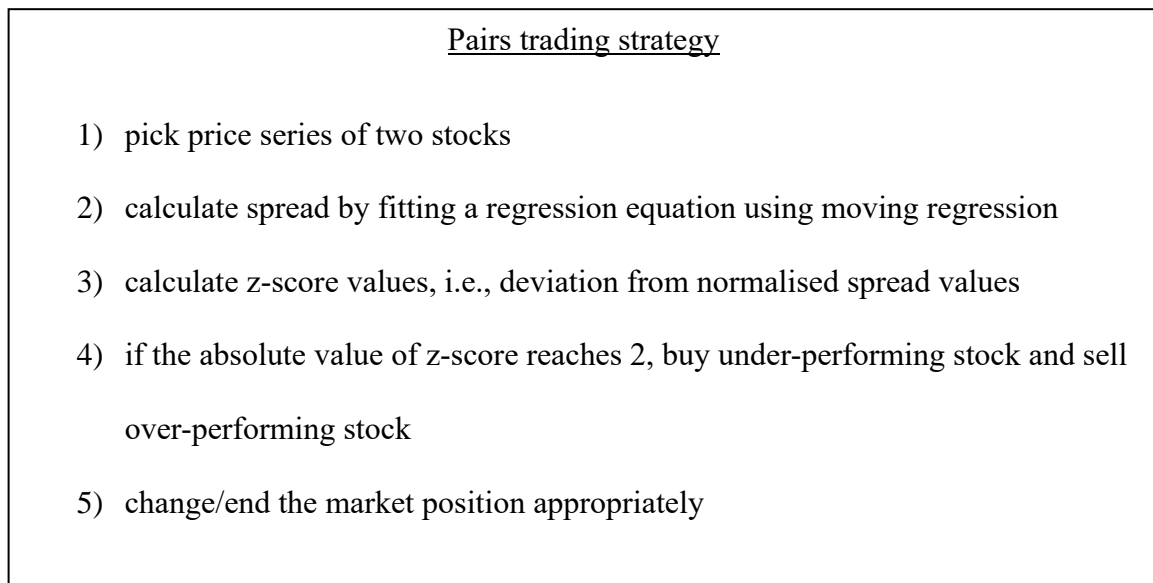 Pairs trading strategy
1) pick price series of two stocks
2) calculate spread by fitting a regression equation using moving regression
3) calculate z-score values, i.e., deviation from normalised spread values
4) if the absolute value of z-score reaches 2, buy under-performing stock and sell
over-performing stock
5) change/end the market position appropriately